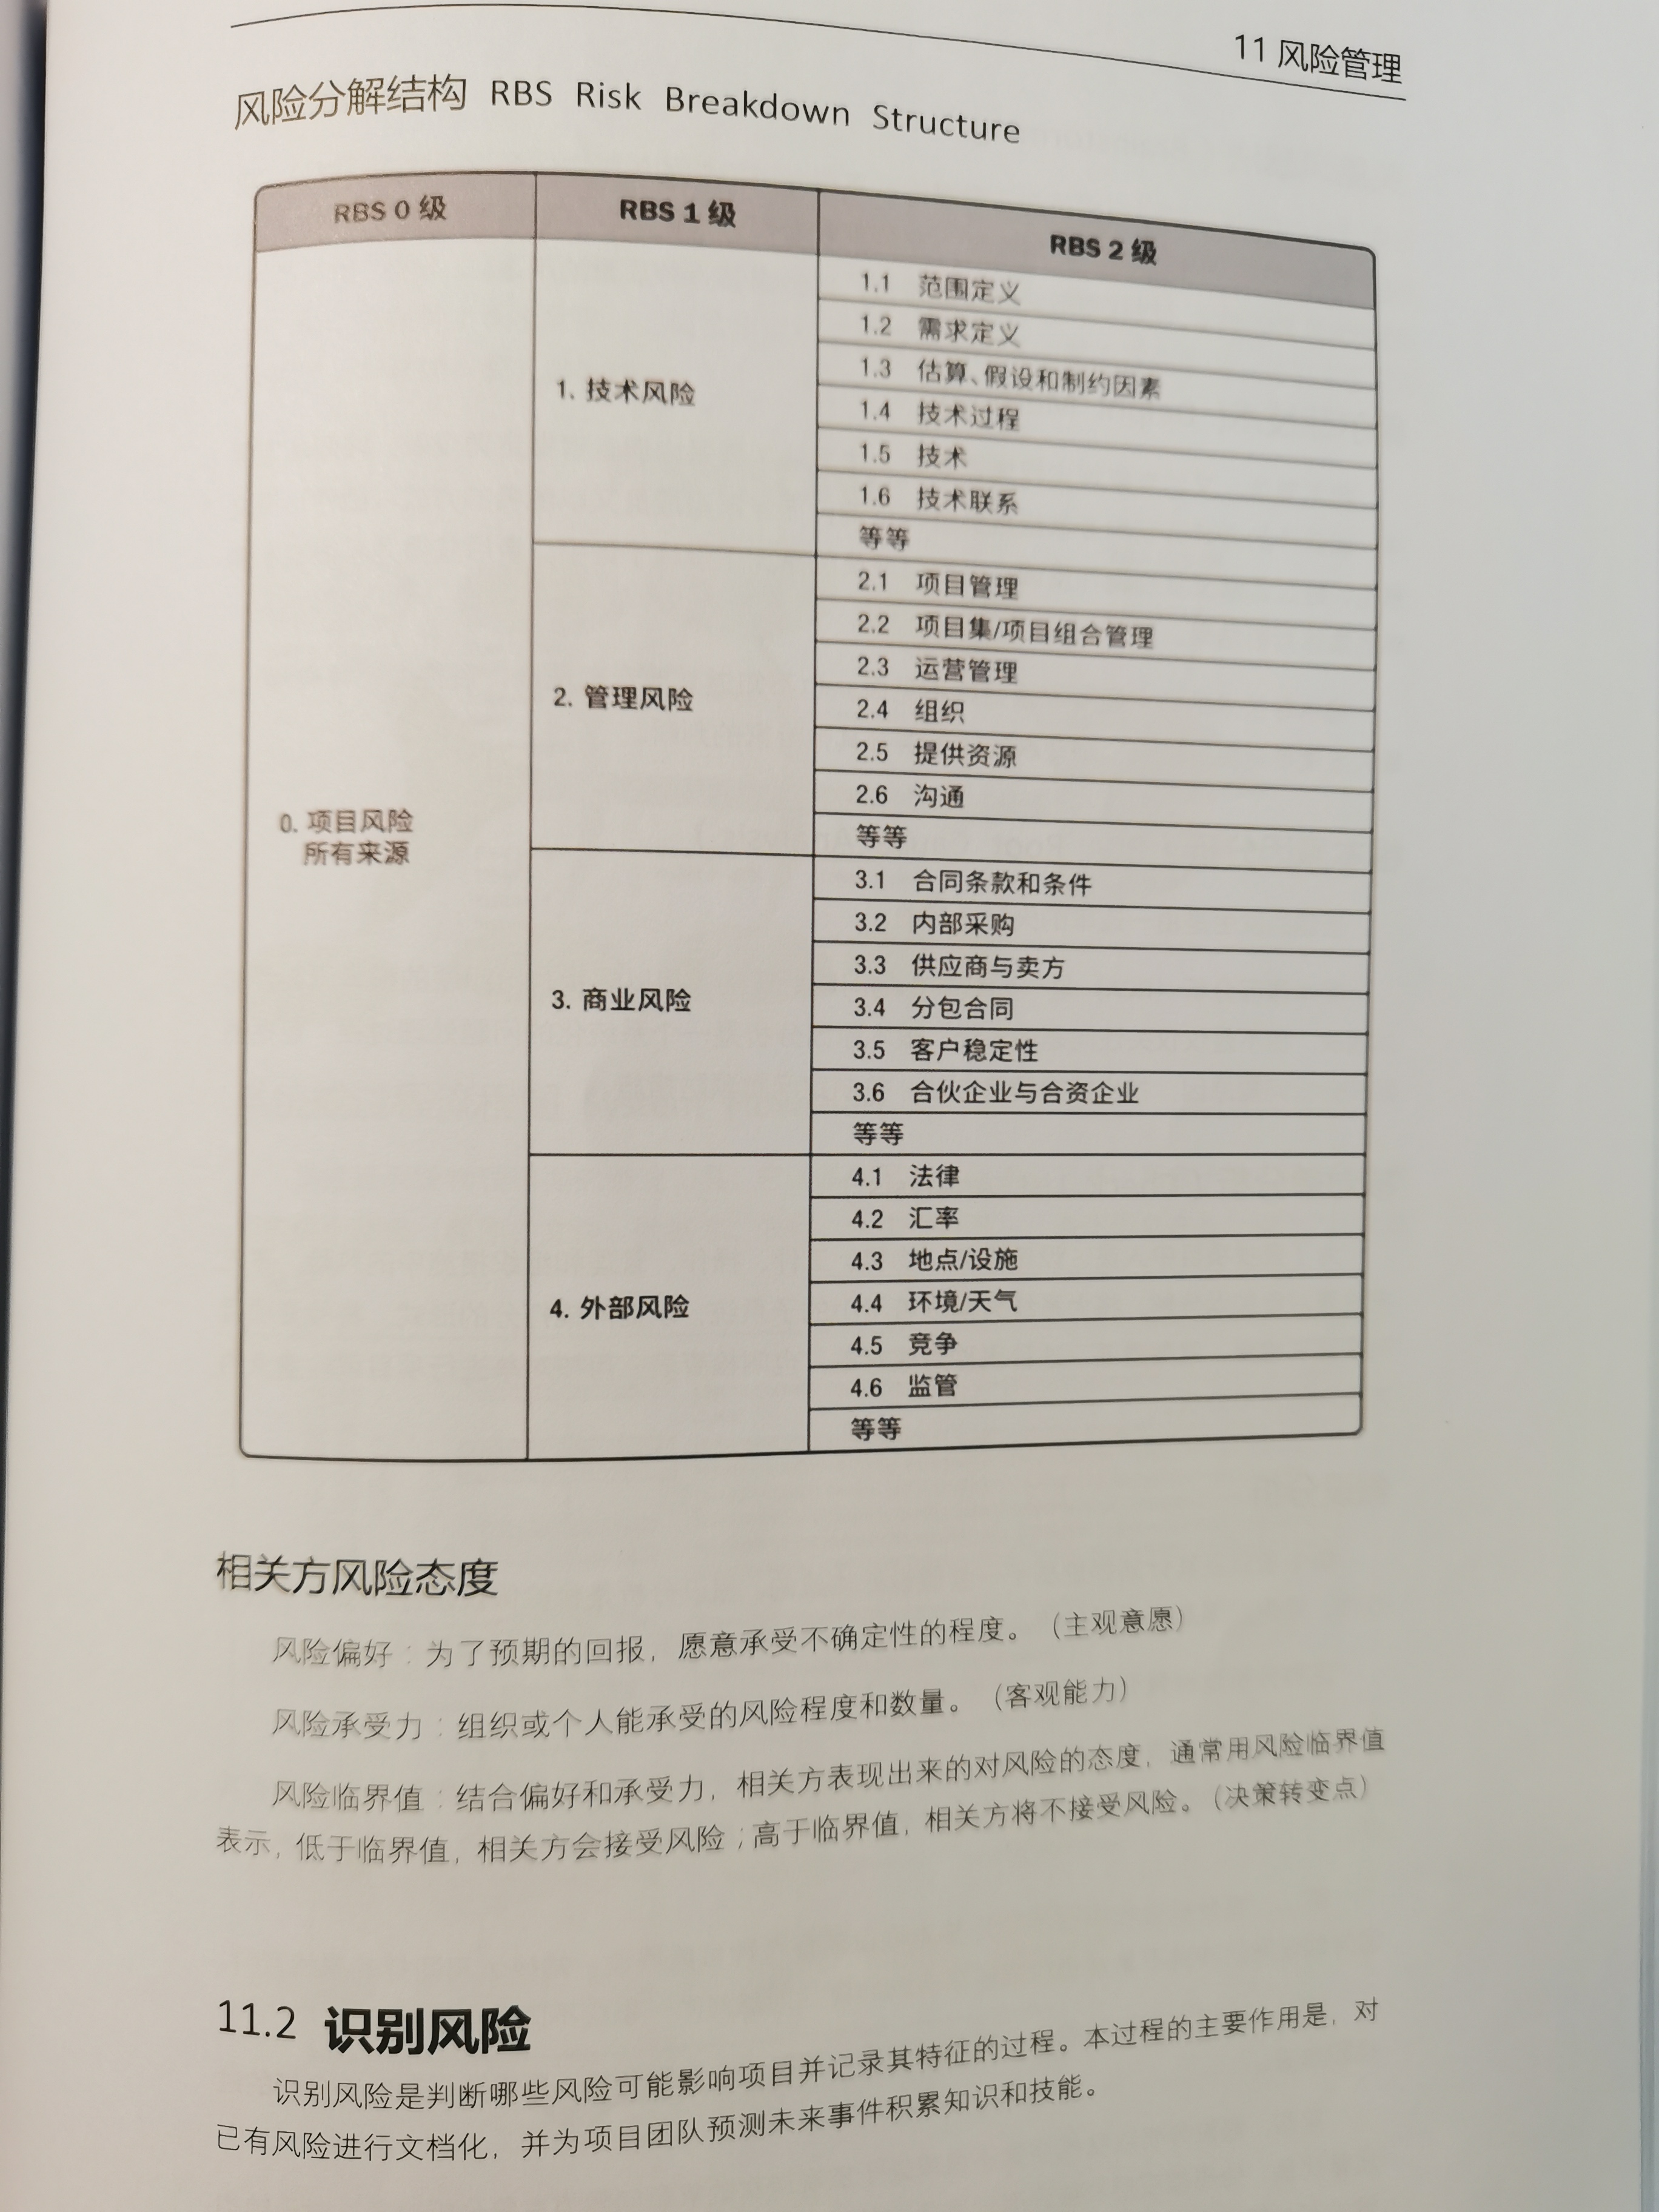 11 风险管理
风险分解结构 RBS Risk Breakdown Structure
RBS 0 级
RBS 1 级
RBS 2 级
0. 项目风险
所有来源
1. 技术风险
1.1 范围定义
1.2 需求定义
1.3 估算、假设和制约因素
1.4 技术过程
1.5 技术
1.6 技术联系
等等
2. 管理风险
2.1 项目管理
2.2 项目集/项目组合管理
2.3 运营管理
2.4 组织
2.5 提供资源
2.6 沟通
等等
3. 商业风险
3.1 合同条款和条件
3.2 内部采购
3.3 供应商与卖方
3.4 分包合同
3.5 客户稳定性
3.6 合伙企业与合资企业
等等
4. 外部风险
4.1 法律
4.2 汇率
4.3 地点/设施
4.4 环境/天气
4.5 竞争
4.6 监管
等等
相关方风险态度
风险偏好：为了预期的回报，愿意承受不确定性的程度。（主观意愿）
风险承受力：组织或个人能承受的风险程度和数量。（客观能力）
风险临界值：结合偏好和承受力，相关方表现出来的对风险的态度，通常用风险临界值
表示，低于临界值，相关方会接受风险；高于临界值，相关方将不接受风险。（决策转变点）
11.2 识别风险
识别风险是判断哪些风险可能影响项目并记录其特征的过程。本过程的主要作用是，对
已有风险进行文档化，并为项目团队预测未来事件积累知识和技能。